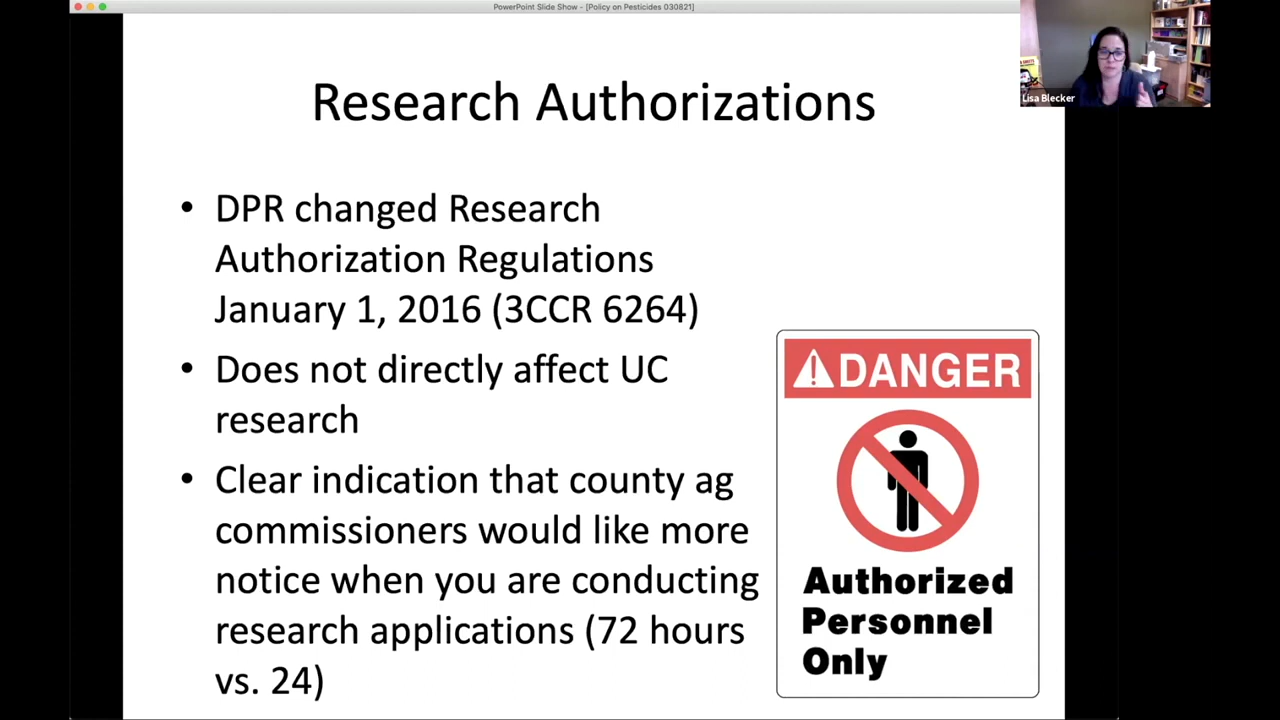 PowerPoint Slide Show - [Policy on Pesticides 030821]
Lisa Blecker
Research Authorizations
• DPR changed Research
Authorization Regulations
January 1, 2016 (3CCR 6264)
• Does not directly affect UC
research
• Clear indication that county ag
commissioners would like more
notice when you are conducting
research applications (72 hours
vs. 24)
DANGER
Authorized
Personnel
Only